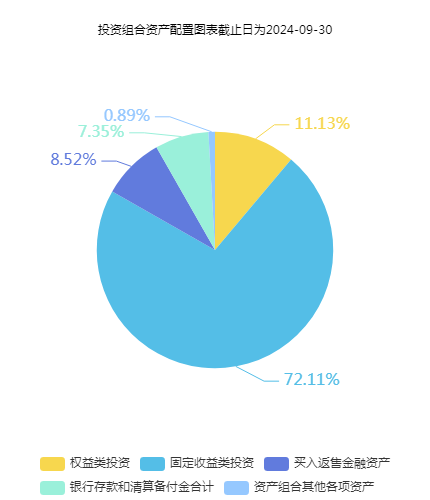 投资组合资产配置图表截止日为2024-09-30
0.89%
11.13%
7.35%
8.52%
72.11%
权益类投资 固定收益类投资 买入返售金融资产
银行存款和清算备付金合计 资产组合其他各项资产